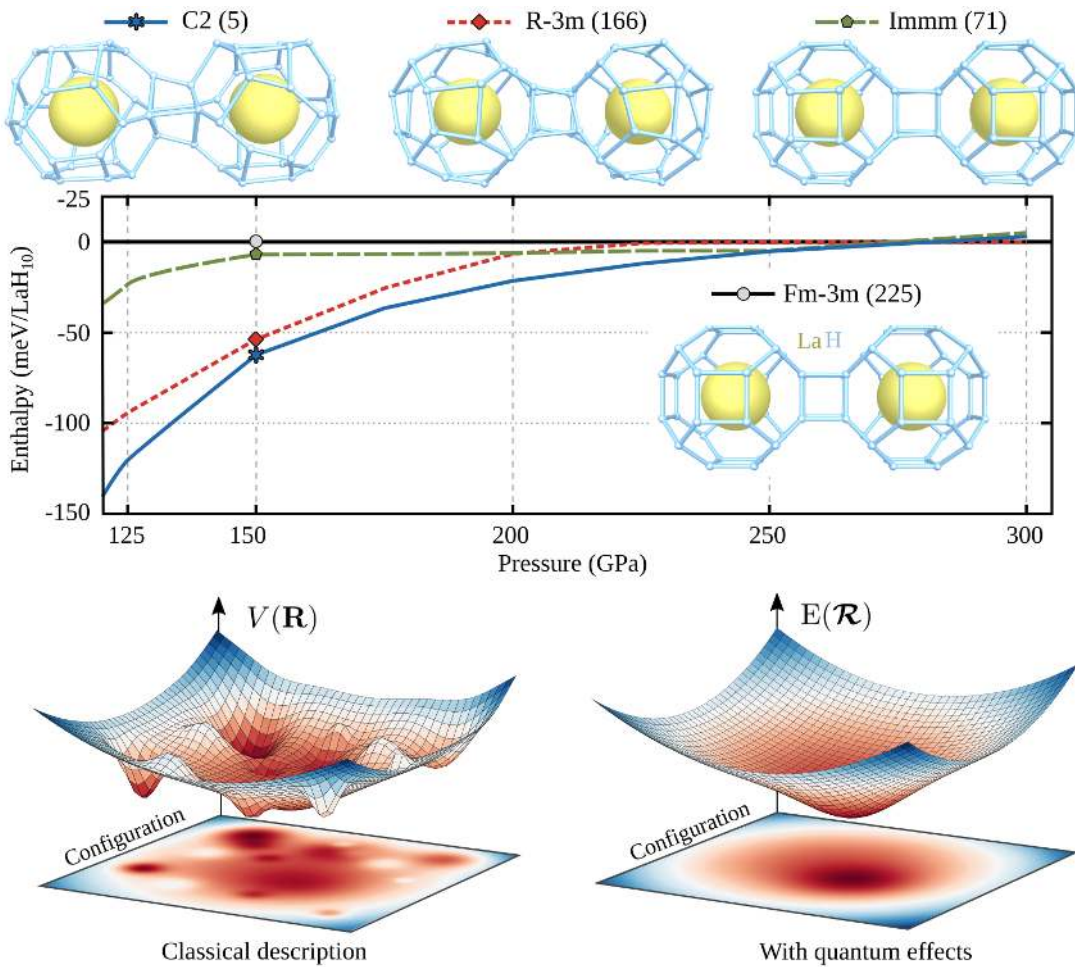 C2 (5) R-3m (166) Immm (71)
Enthalpy (meV/LaH₁₀)
-25
0
-50
-100
-150
Fm-3m (225)
La H
125 150 200 250 300
Pressure (GPa)
V(R) E(𝓡)
Configuration Configuration
Classical description With quantum effects